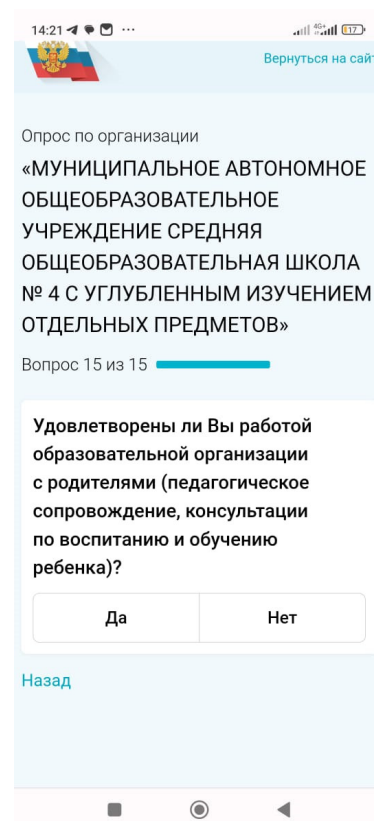 14:21
4G+
17
Вернуться на сайт
Опрос по организации
«МУНИЦИПАЛЬНОЕ АВТОНОМНОЕ
ОБЩЕОБРАЗОВАТЕЛЬНОЕ
УЧРЕЖДЕНИЕ СРЕДНЯЯ
ОБЩЕОБРАЗОВАТЕЛЬНАЯ ШКОЛА
№ 4 С УГЛУБЛЕННЫМ ИЗУЧЕНИЕМ
ОТДЕЛЬНЫХ ПРЕДМЕТОВ»
Вопрос 15 из 15
Удовлетворены ли Вы работой
образовательной организации
с родителями (педагогическое
сопровождение, консультации
по воспитанию и обучению
ребенка)?
Да Нет
Назад